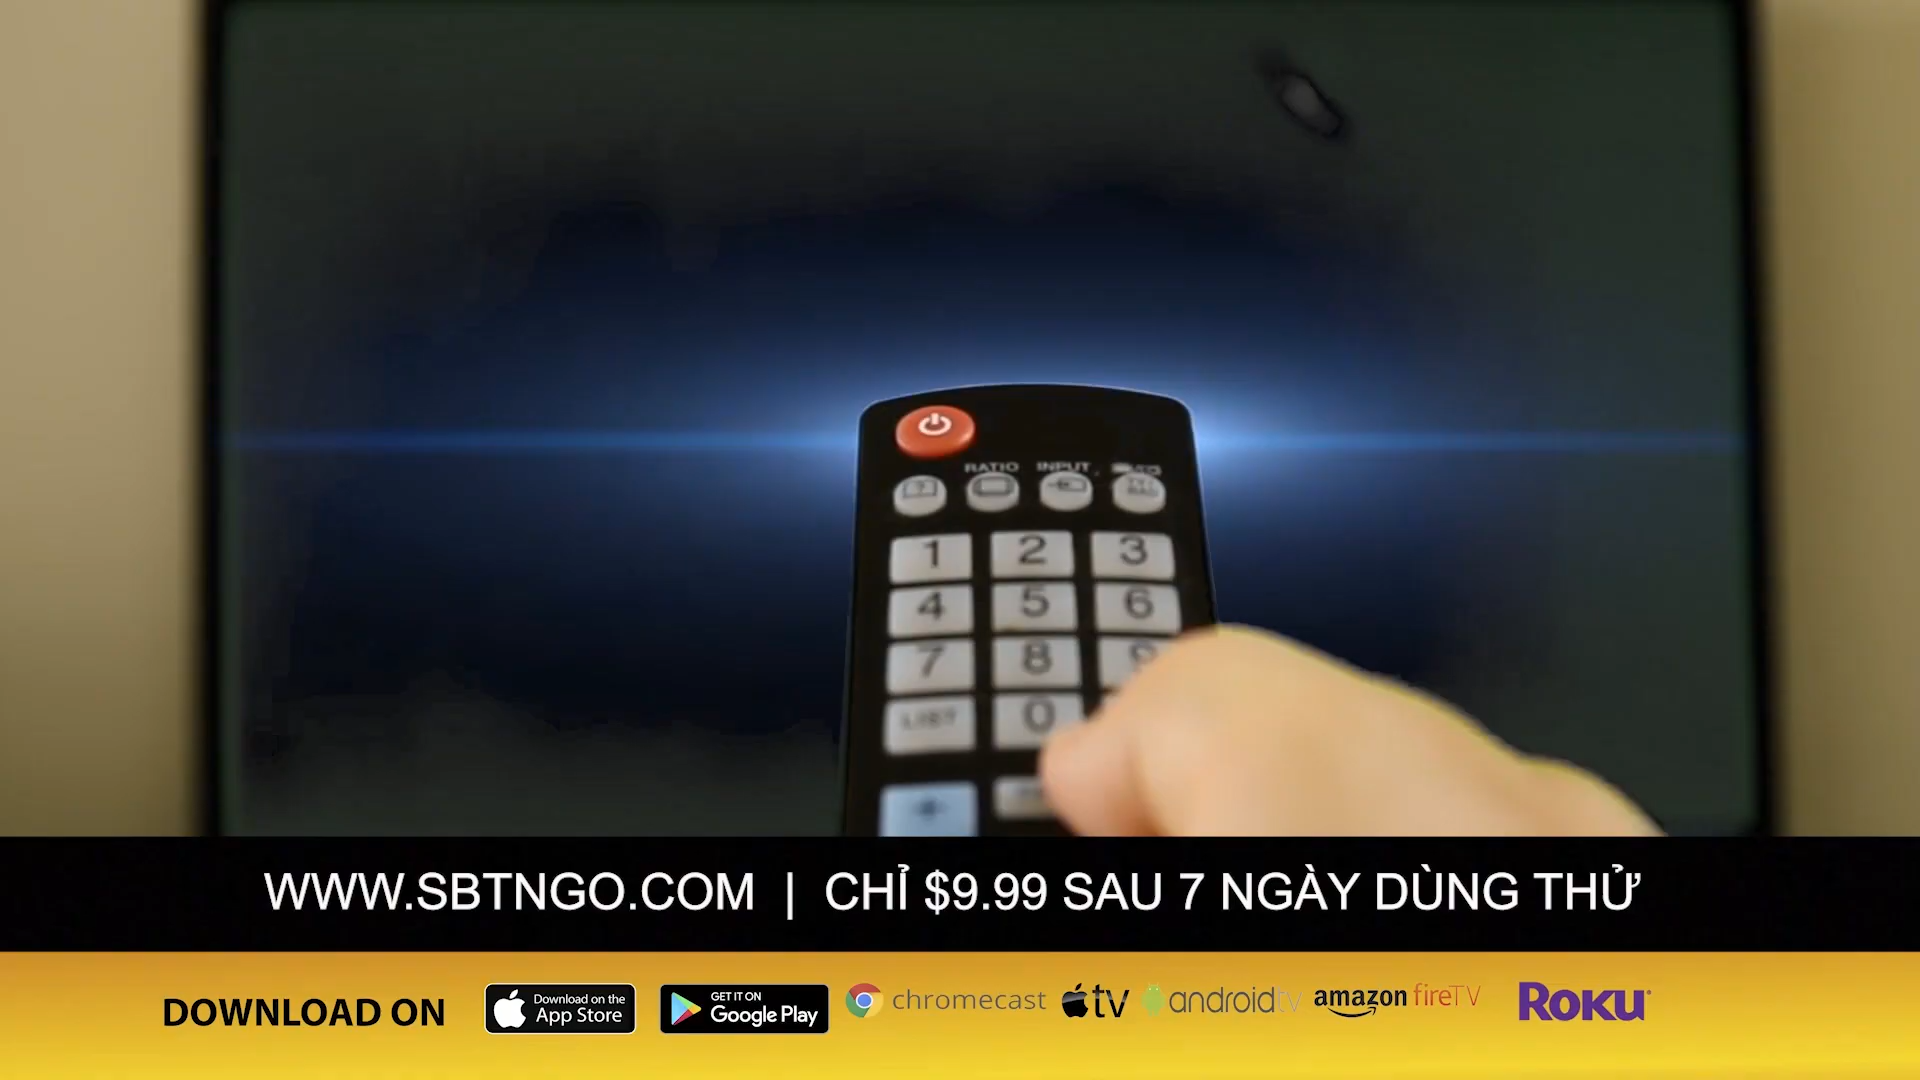 RATIO INPUT
1 2 3
4 5 6
7 8 9
LIST 0
WWW.SBTNGO.COM | CHỈ $9.99 SAU 7 NGÀY DÙNG THỬ
DOWNLOAD ON
Download on the
App Store
GET IT ON
Google Play
chromecast
tv
androidtv
amazon fireTV
ROKU